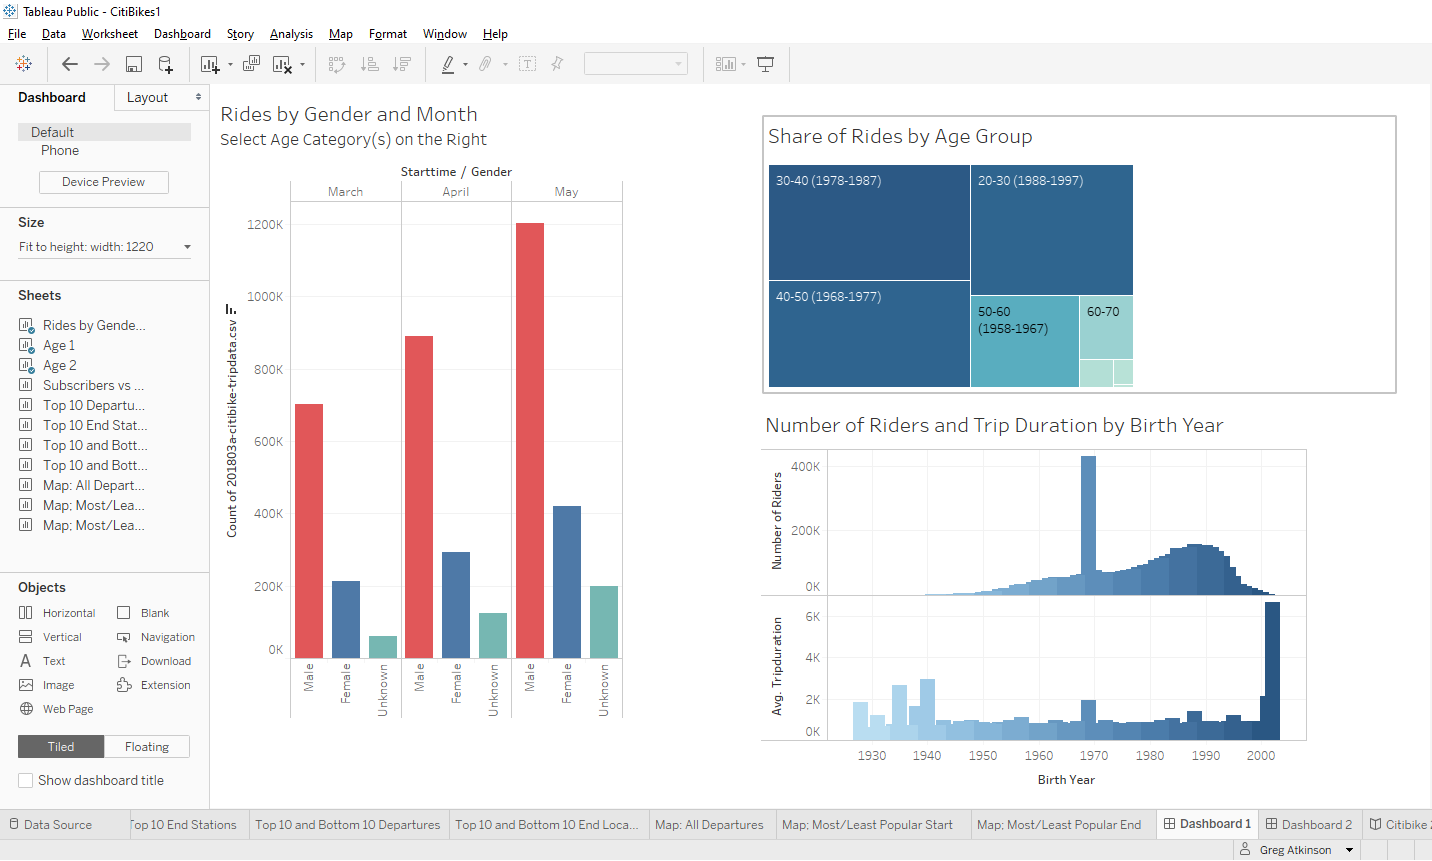 Tableau Public - CitiBikes1
File Data Worksheet Dashboard Story Analysis Map Format Window Help
Dashboard Layout
Default
Phone
Device Preview
Size
Fit to height: width: 1220
Sheets
Rides by Gende...
Age 1
Age 2
Subscribers vs ...
Top 10 Departu...
Top 10 End Stat...
Top 10 and Bott...
Top 10 and Bott...
Map: All Depart...
Map; Most/Lea...
Map; Most/Lea...
Objects
Horizontal Blank
Vertical Navigation
Text Download
Image Extension
Web Page
Tiled Floating
Show dashboard title
Rides by Gender and Month
Select Age Category(s) on the Right
Starttime / Gender
March April May
Count of 201803a-citibike-tripdata.csv
1200K
1000K
800K
600K
400K
200K
0K
Male Female Unknown Male Female Unknown Male Female Unknown
Share of Rides by Age Group
30-40 (1978-1987)
20-30 (1988-1997)
40-50 (1968-1977)
50-60
(1958-1967)
60-70
Number of Riders and Trip Duration by Birth Year
Number of Riders
400K
200K
0K
Avg. Tripduration
6K
4K
2K
0K
1930 1940 1950 1960 1970 1980 1990 2000
Birth Year
Data Source Top 10 End Stations Top 10 and Bottom 10 Departures Top 10 and Bottom 10 End Loca... Map: All Departures Map; Most/Least Popular Start Map; Most/Least Popular End Dashboard 1 Dashboard 2 Citibike
Greg Atkinson